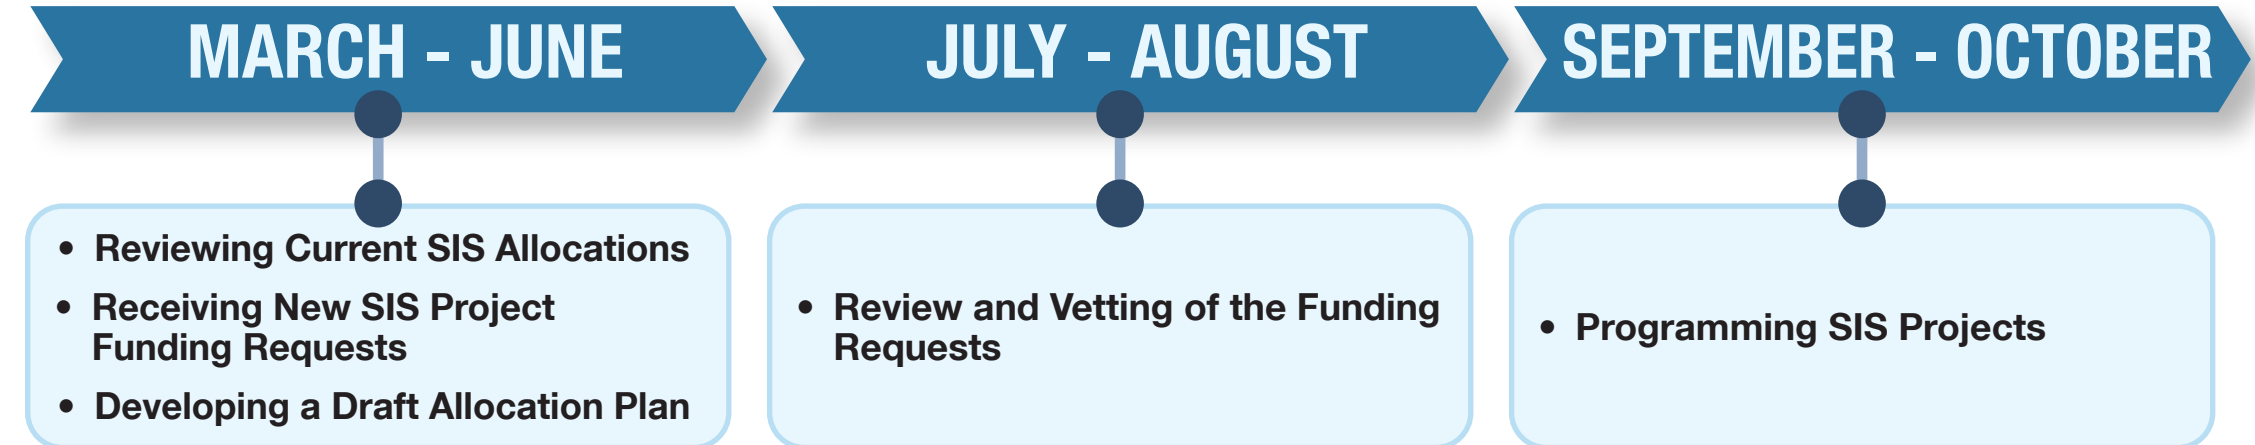 MARCH - JUNE
• Reviewing Current SIS Allocations
• Receiving New SIS Project
Funding Requests
• Developing a Draft Allocation Plan
JULY - AUGUST
• Review and Vetting of the Funding
Requests
SEPTEMBER - OCTOBER
• Programming SIS Projects